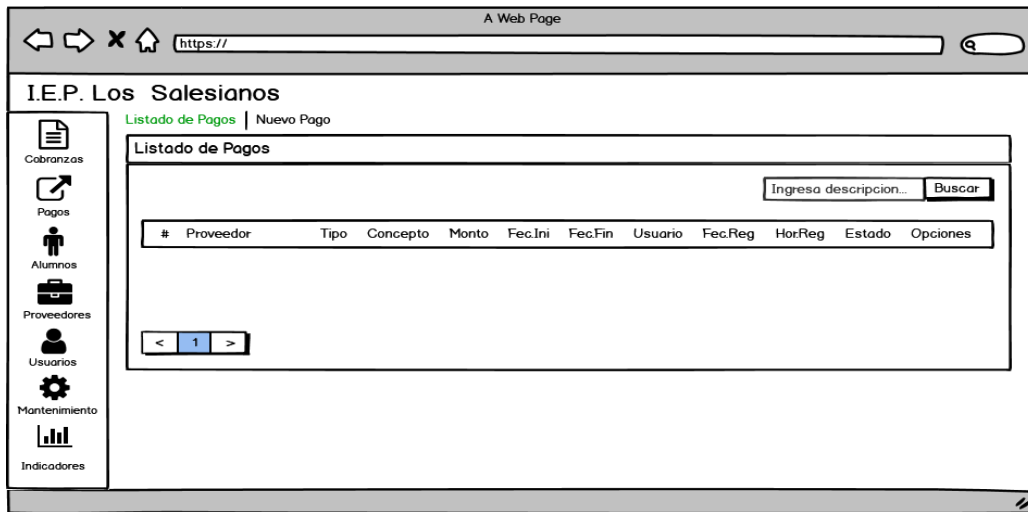 A Web Page
https://
I.E.P. Los Salesianos
Listado de Pagos | Nuevo Pago
Cobranzas
Pagos
Alumnos
Proveedores
Usuarios
Mantenimiento
Indicadores
Listado de Pagos
Ingresa descripcion... Buscar
# Proveedor Tipo Concepto Monto Fec.Ini Fec.Fin Usuario Fec.Reg Hor.Reg Estado Opciones
< 1 >